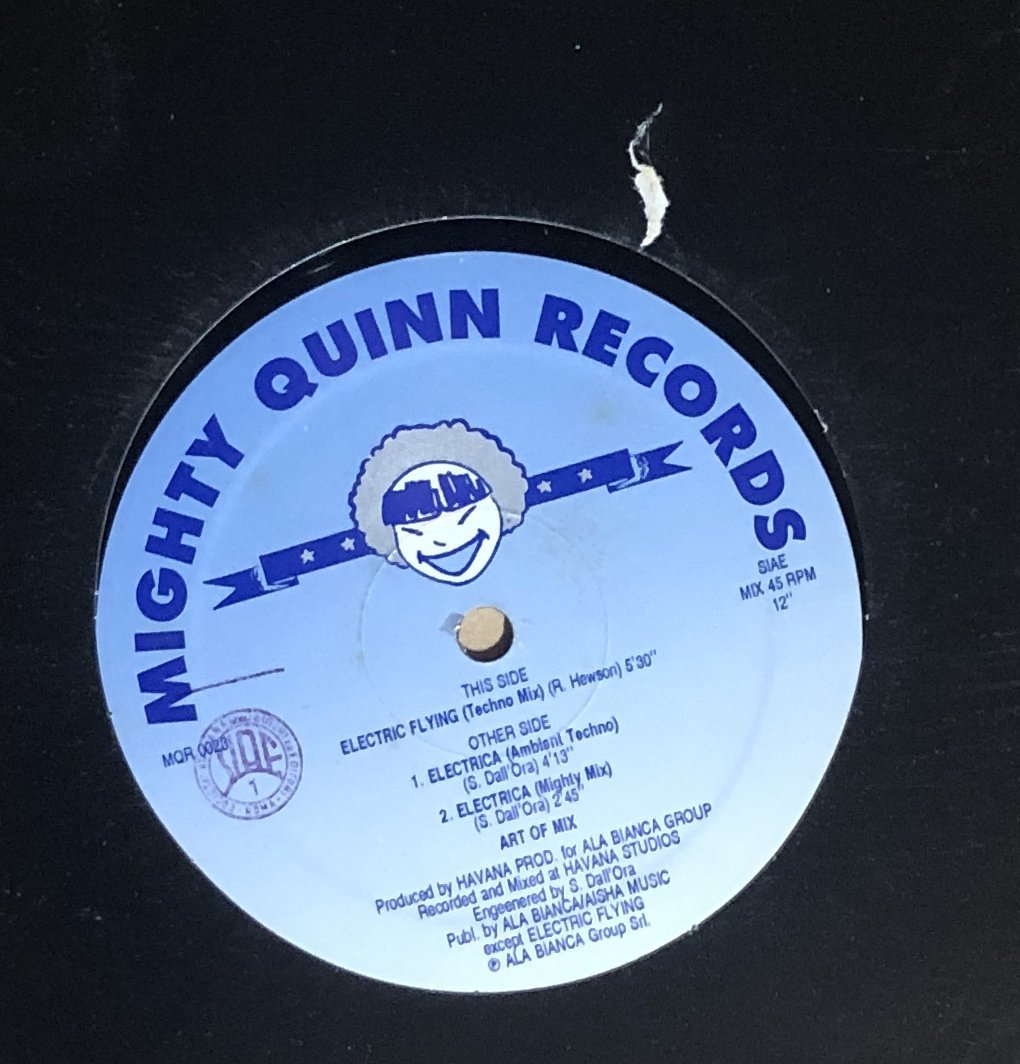 MIGHTY QUINN RECORDS
SIAE
MIX 45 RPM
12"
THIS SIDE
ELECTRIC FLYING (Techno Mix) (R. Hewson) 5'30"
OTHER SIDE
1. ELECTRICA (Ambient Techno)
(S. Dall'Ora) 4'13"
2. ELECTRICA (Mighty Mix)
(S. Dall'Ora) 2'45"
ART OF MIX
MQR 0023
SIAE
1
Produced by HAVANA PROD. for ALA BIANCA GROUP
Recorded and Mixed at HAVANA STUDIOS
Engeenered by S. Dall'Ora
Publ. by ALA BIANCA/AISHA MUSIC
except ELECTRIC FLYING
℗ ALA BIANCA Group Srl.